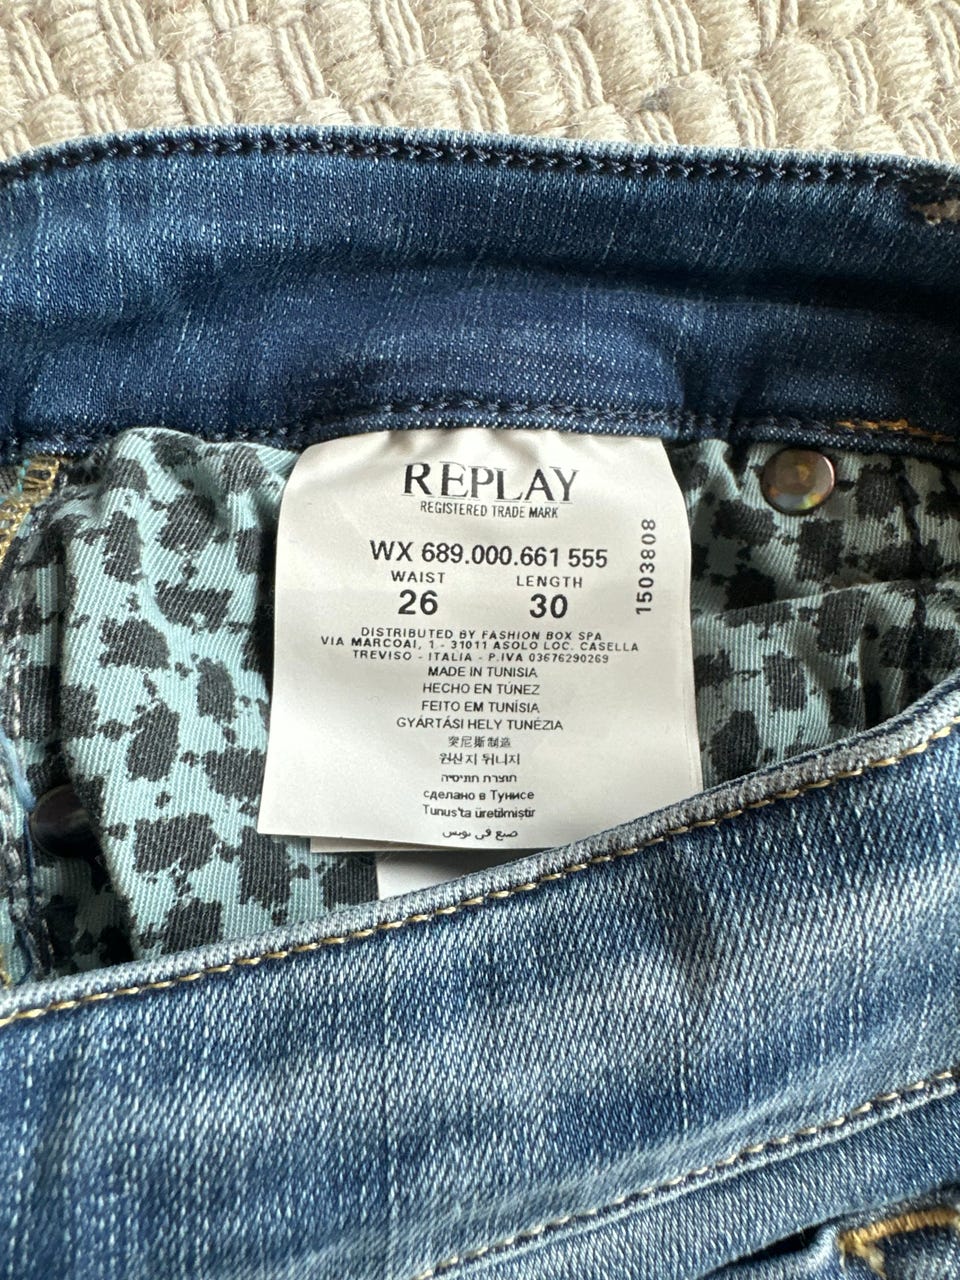 REPLAY
REGISTERED TRADE MARK
WX 689.000.661 555
WAIST LENGTH
26 30
1503808
DISTRIBUTED BY FASHION BOX SPA
VIA MARCOAI, 1 - 31011 ASOLO LOC. CASELLA
TREVISO - ITALIA - P.IVA 03676290269
MADE IN TUNISIA
HECHO EN TÚNEZ
FEITO EM TUNÍSIA
GYÁRTÁSI HELY TUNÉZIA
突尼斯制造
원산지 튀니지
תוצרת תוניסיה
сделано в Тунисе
Tunus'ta üretilmiştir
صنع في تونس